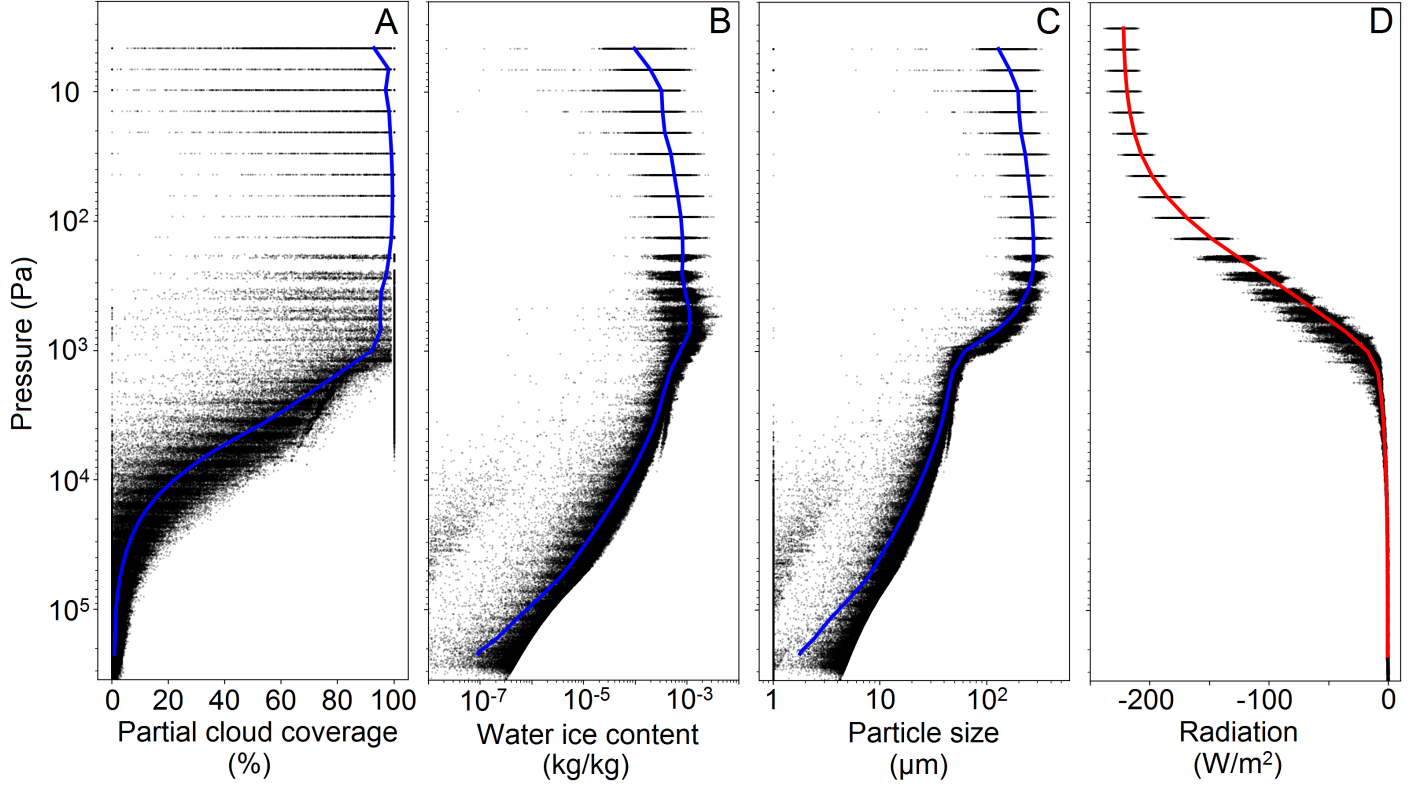 A
B
C
D
Pressure (Pa)
10
10²
10³
10⁴
10⁵
0 20 40 60 80 100
Partial cloud coverage
(%)
10⁻⁷ 10⁻⁵ 10⁻³
Water ice content
(kg/kg)
1 10 10²
Particle size
(μm)
-200 -100 0
Radiation
(W/m²)